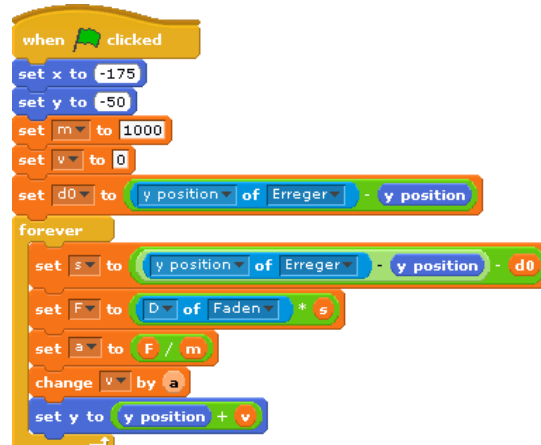 when clicked
set x to -175
set y to -50
set m to 1000
set v to 0
set d0 to y position of Erreger - y position
forever
set s to y position of Erreger - y position - d0
set F to D of Faden * s
set a to F / m
change v by a
set y to y position + v